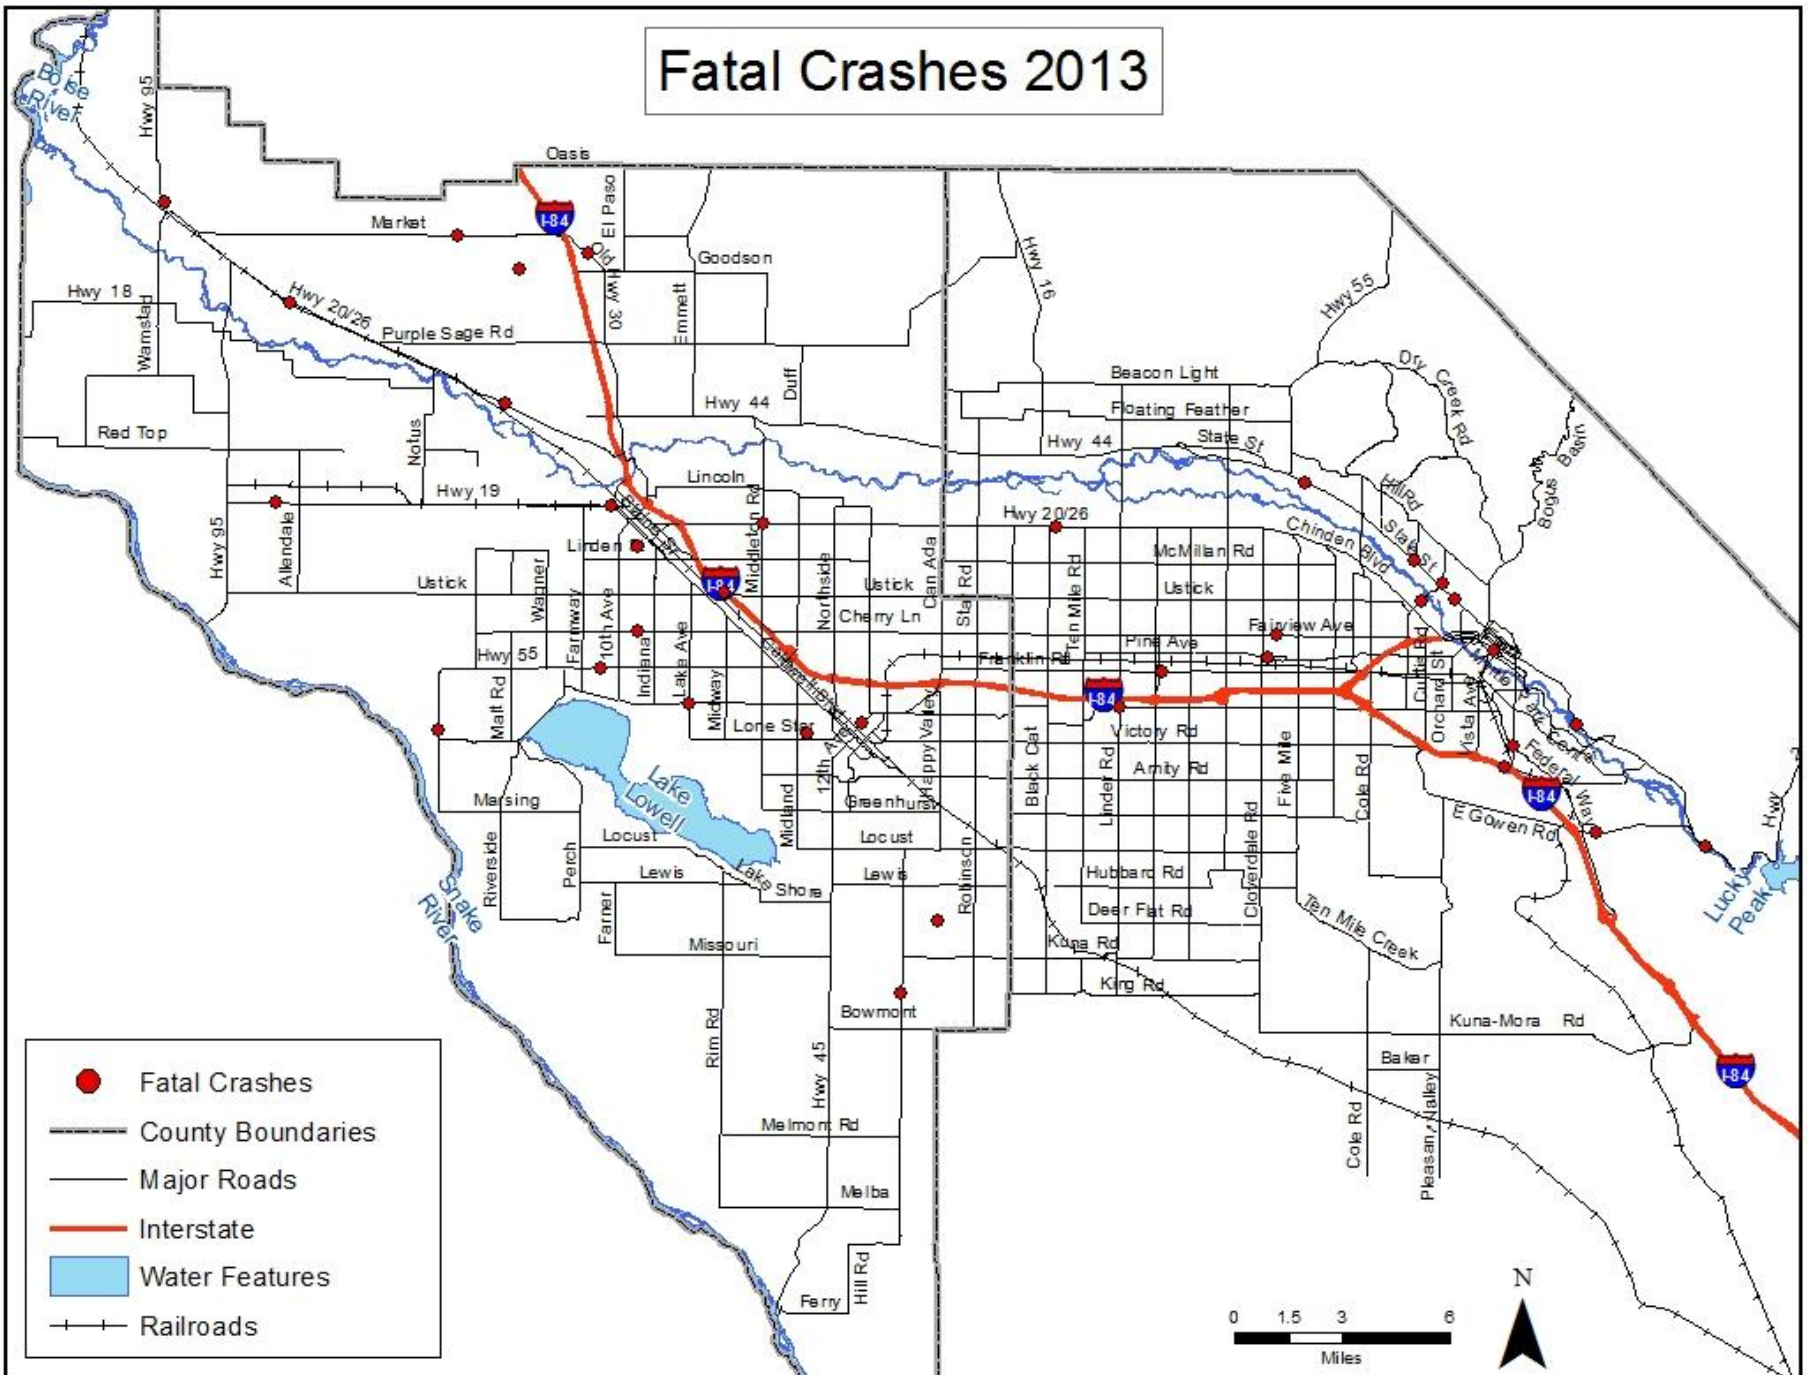 Fatal Crashes 2013
Boise
River
Hwy 95
Oasis
I-84
El Paso
Market
Old Hwy 30
Goodson
Hwy 16
Hwy 55
Hwy 18
Hwy 20/26
Wamstad
Purple Sage Rd
Emmett
Duff
Beacon Light
Dry Creek Rd
Hwy 44
Floating Feather
Red Top
Notus
Hwy 44
State St
Bogus Basin
Lincoln
Hill Rd
Hwy 19
Hwy 20/26
State St
Chinden Blvd
Middleton Rd
Linden
McMillan Rd
Hwy 95
Allendale
Ustick
Wagner
Farmway
I-84
Northside
Ustick
Can Ada
Star Rd
Ten Mile Rd
Ustick
Cherry Ln
10th Ave
Fairview Ave
Pine Ave
Hwy 55
Indiana
Lake Ave
Midway
Franklin Rd
Curtis Rd
Orchard St
Vista Ave
Malt Rd
I-84
Lone Star
12th Ave
Happy Valley
Black Cat
Victory Rd
Linder Rd
Amity Rd
Five Mile
Cole Rd
Federal Way
I-84
Lake
Lowell
Marsing
Midland
Greenhurst
E Gowen Rd
Hwy
Locust
Locust
Riverside
Perch
Lewis
Lake Shore
Lewis
Robinson
Hubbard Rd
Cloverdale Rd
Lucky
Peak
Snake
River
Farner
Deer Flat Rd
Ten Mile Creek
Missouri
Kuna Rd
King Rd
Bowmont
Kuna-Mora Rd
Rim Rd
Hwy 45
Baker
I-84
Cole Rd
Pleasant Valley
Melmont Rd
Melba
Hill Rd
Ferry
Fatal Crashes
County Boundaries
Major Roads
Interstate
Water Features
Railroads
N
0 1.5 3 6
Miles